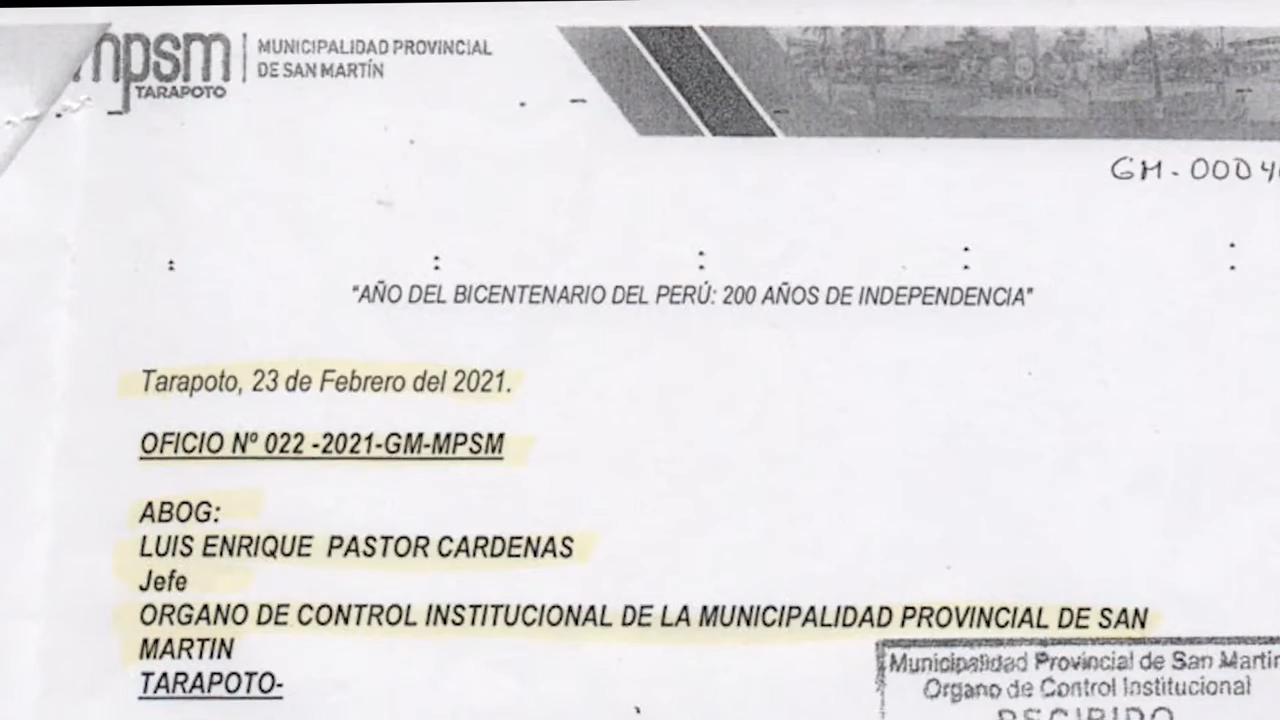 mpsm
TARAPOTO
MUNICIPALIDAD PROVINCIAL
DE SAN MARTÍN
GM-0004
"AÑO DEL BICENTENARIO DEL PERÚ: 200 AÑOS DE INDEPENDENCIA"
Tarapoto, 23 de Febrero del 2021.
OFICIO Nº 022 -2021-GM-MPSM
ABOG:
LUIS ENRIQUE PASTOR CARDENAS
Jefe
ORGANO DE CONTROL INSTITUCIONAL DE LA MUNICIPALIDAD PROVINCIAL DE SAN
MARTIN
TARAPOTO-
Municipalidad Provincial de San Martin
Organo de Control Institucional
RECIBIDO